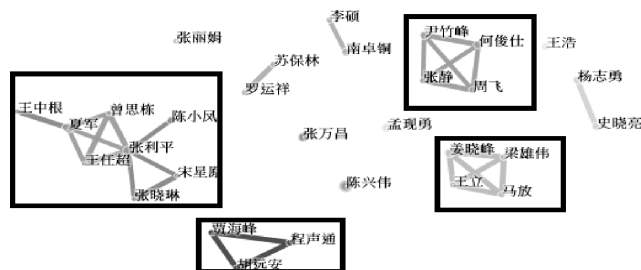 李硕
张丽娟
尹竹峰
何俊仕
王浩
南卓铜
苏保林
张静
周飞
杨志勇
罗运祥
王中根
曾思栋
夏军
陈小凤
张万昌
孟现勇
史晓亮
张利平
王任超
姜晓峰
梁雄伟
宋星原
张晓琳
陈兴伟
王立
马放
贾海峰
程声通
胡远安